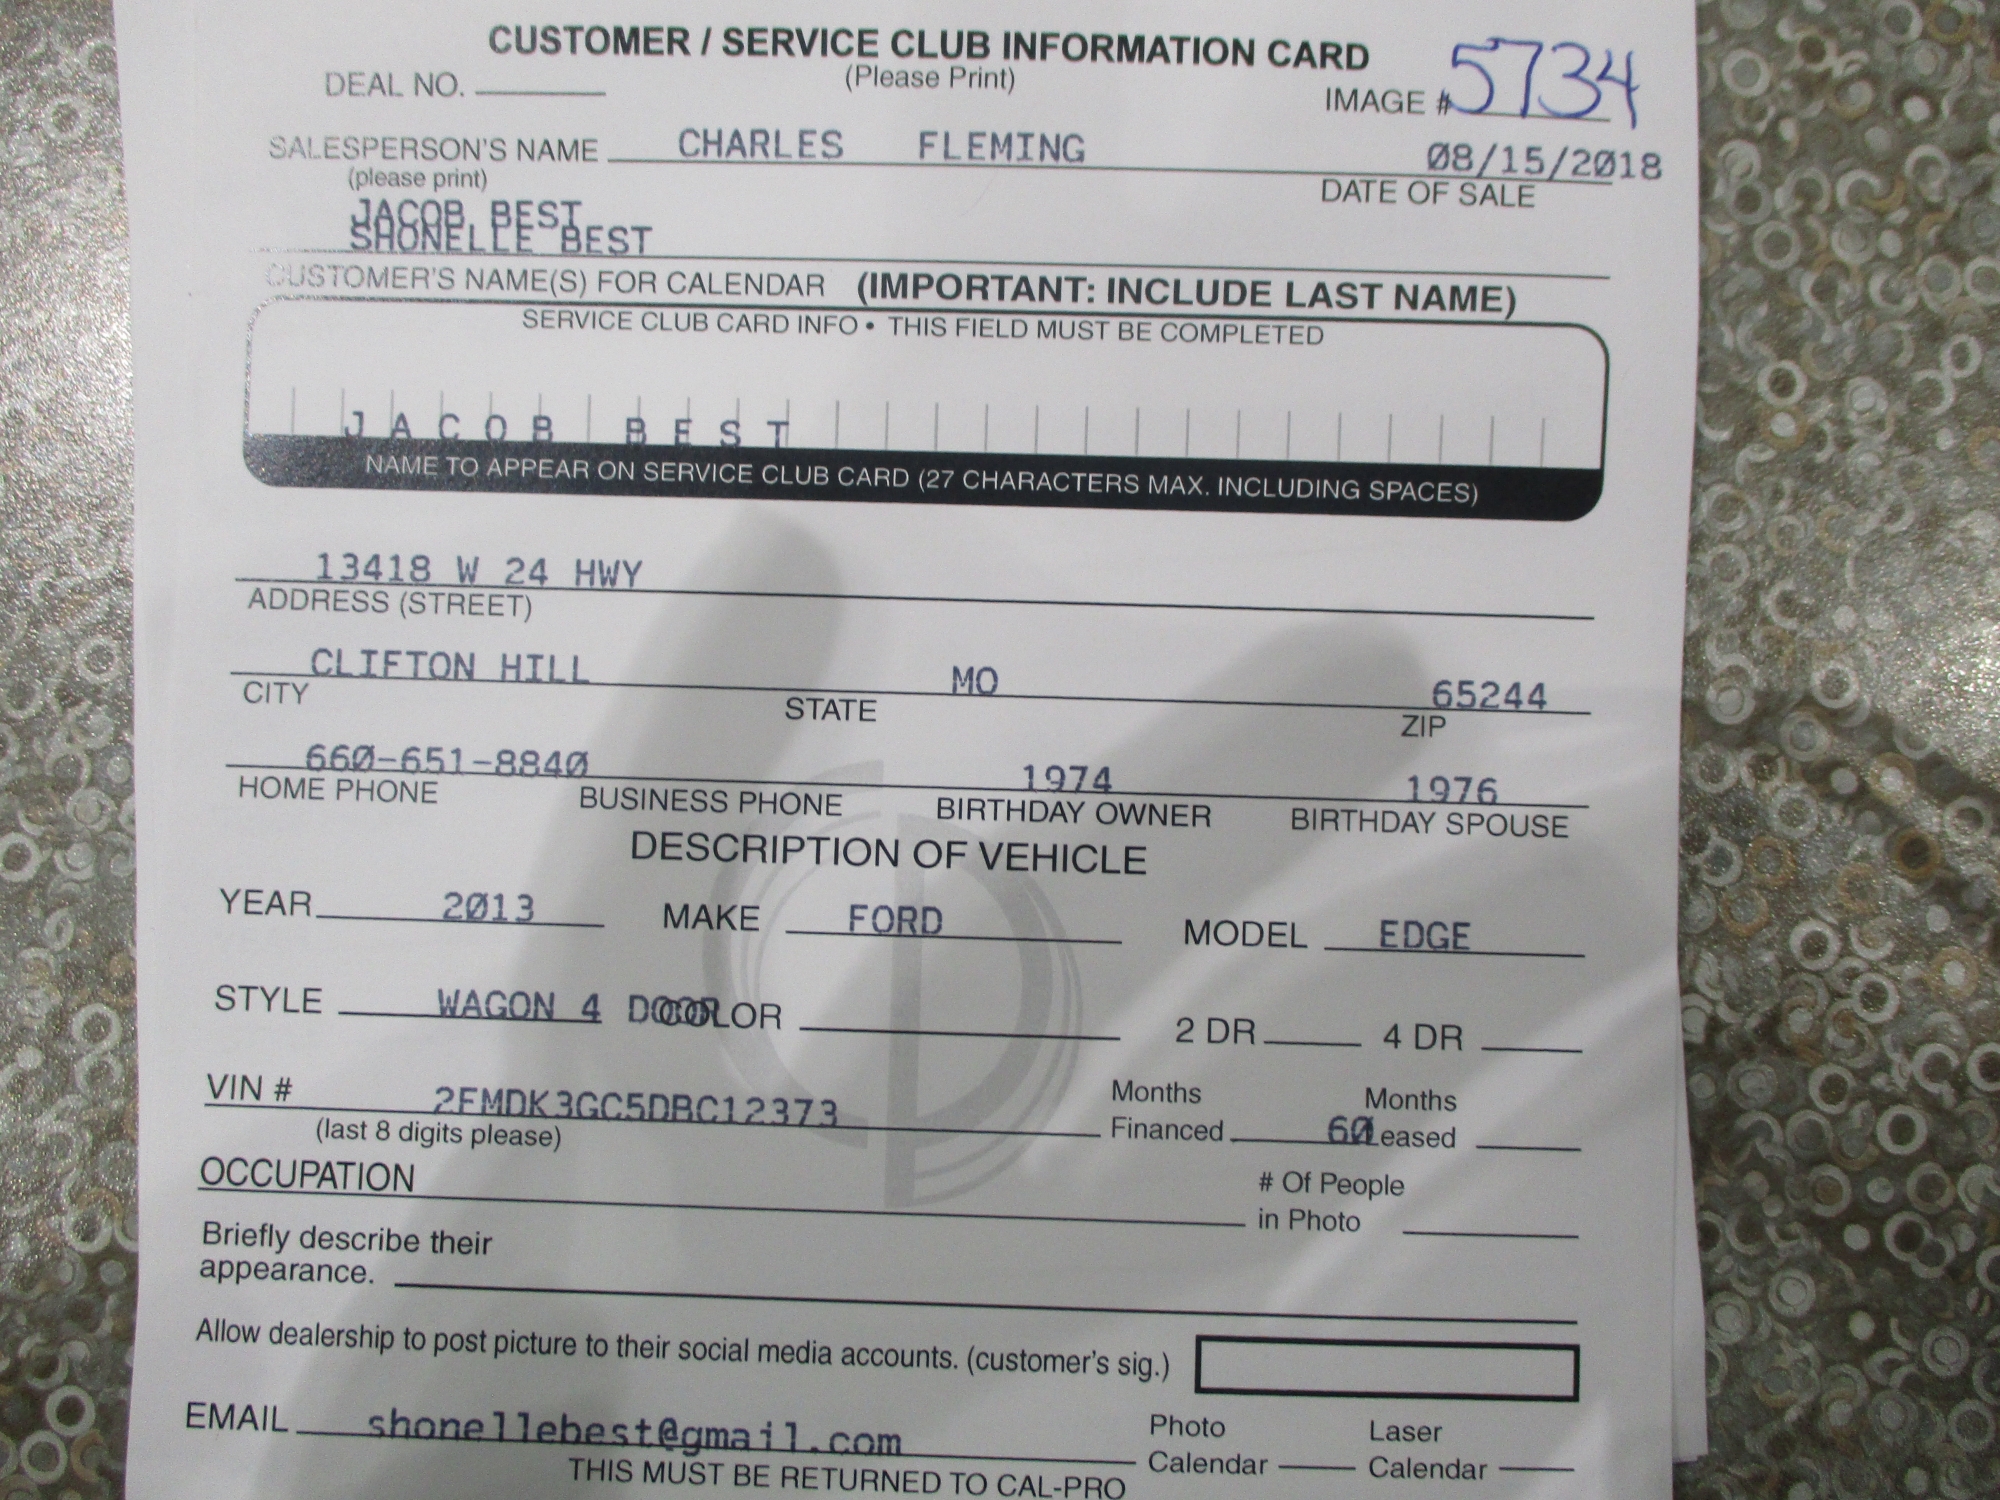 CUSTOMER / SERVICE CLUB INFORMATION CARD
(Please Print)
DEAL NO.
IMAGE # 5734
SALESPERSON'S NAME CHARLES FLEMING 08/15/2018
(please print) DATE OF SALE
JACOB BEST
SHONELLE BEST
CUSTOMER'S NAME(S) FOR CALENDAR (IMPORTANT: INCLUDE LAST NAME)
SERVICE CLUB CARD INFO • THIS FIELD MUST BE COMPLETED
JACOB BEST
NAME TO APPEAR ON SERVICE CLUB CARD (27 CHARACTERS MAX. INCLUDING SPACES)
13418 W 24 HWY
ADDRESS (STREET)
CLIFTON HILL MO 65244
CITY STATE ZIP
660-651-8840 1974 1976
HOME PHONE BUSINESS PHONE BIRTHDAY OWNER BIRTHDAY SPOUSE
DESCRIPTION OF VEHICLE
YEAR 2013 MAKE FORD MODEL EDGE
STYLE WAGON 4 DOOR COLOR 2 DR 4 DR
VIN # 2FMDK3GC5DBC12373 Months Financed 60 Months Leased
(last 8 digits please)
OCCUPATION # Of People in Photo
Briefly describe their
appearance.
Allow dealership to post picture to their social media accounts. (customer's sig.)
EMAIL shonellebest@gmail.com Photo Calendar Laser Calendar
THIS MUST BE RETURNED TO CAL-PRO